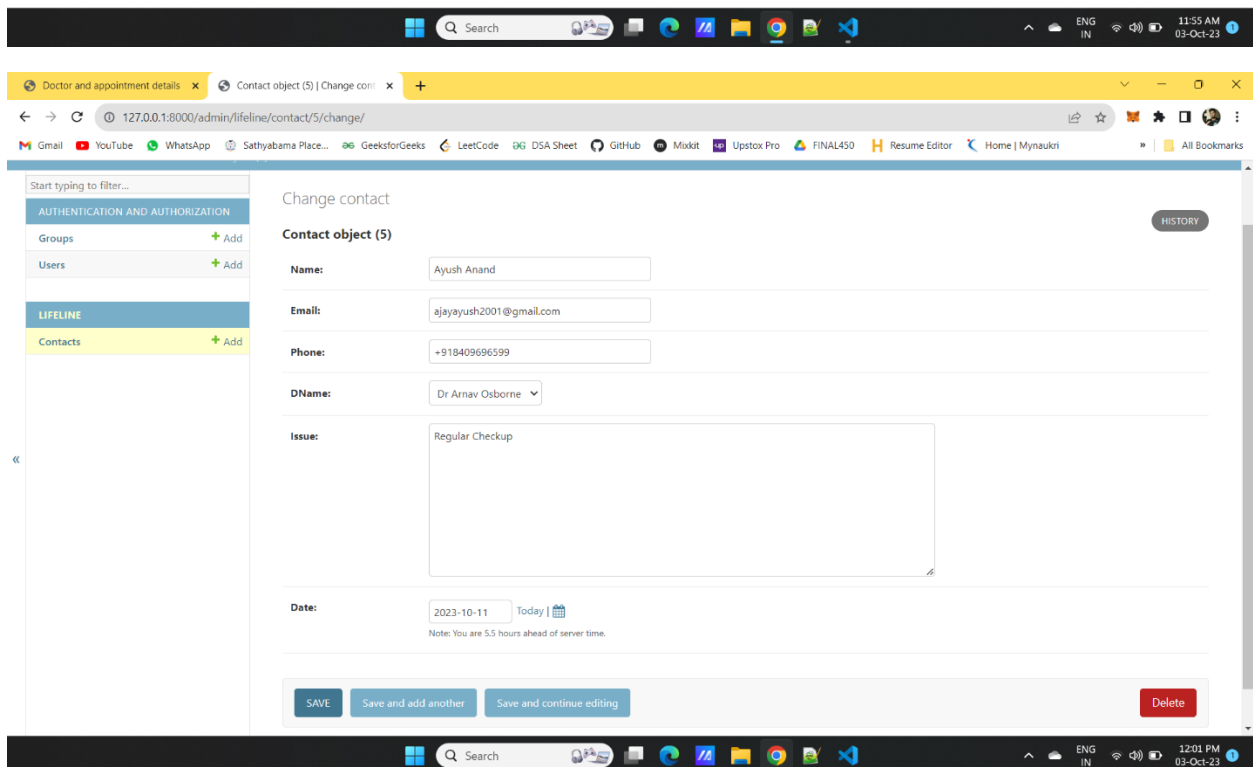 Search
ENG
IN
11:55 AM
03-Oct-23
1
Doctor and appointment details
Contact object (5) | Change cont
127.0.0.1:8000/admin/lifeline/contact/5/change/
Gmail YouTube WhatsApp Sathyabama Place... GeeksforGeeks LeetCode DSA Sheet GitHub Mixkit up Upstox Pro FINAL450 Resume Editor Home | Mynaukri » All Bookmarks
Start typing to filter...
AUTHENTICATION AND AUTHORIZATION
Groups + Add
Users + Add
LIFELINE
Contacts + Add
«
Change contact
HISTORY
Contact object (5)
Name: Ayush Anand
Email: ajayayush2001@gmail.com
Phone: +918409696599
DName: Dr Arnav Osborne
Issue: Regular Checkup
Date: 2023-10-11 Today |
Note: You are 5.5 hours ahead of server time.
SAVE Save and add another Save and continue editing Delete
Search
ENG
IN
12:01 PM
03-Oct-23
1